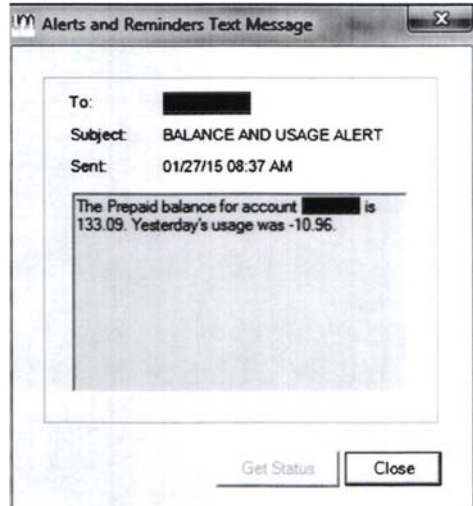 Alerts and Reminders Text Message
To:
Subject: BALANCE AND USAGE ALERT
Sent: 01/27/15 08:37 AM
The Prepaid balance for account is
133.09. Yesterday's usage was -10.96.
Get Status Close